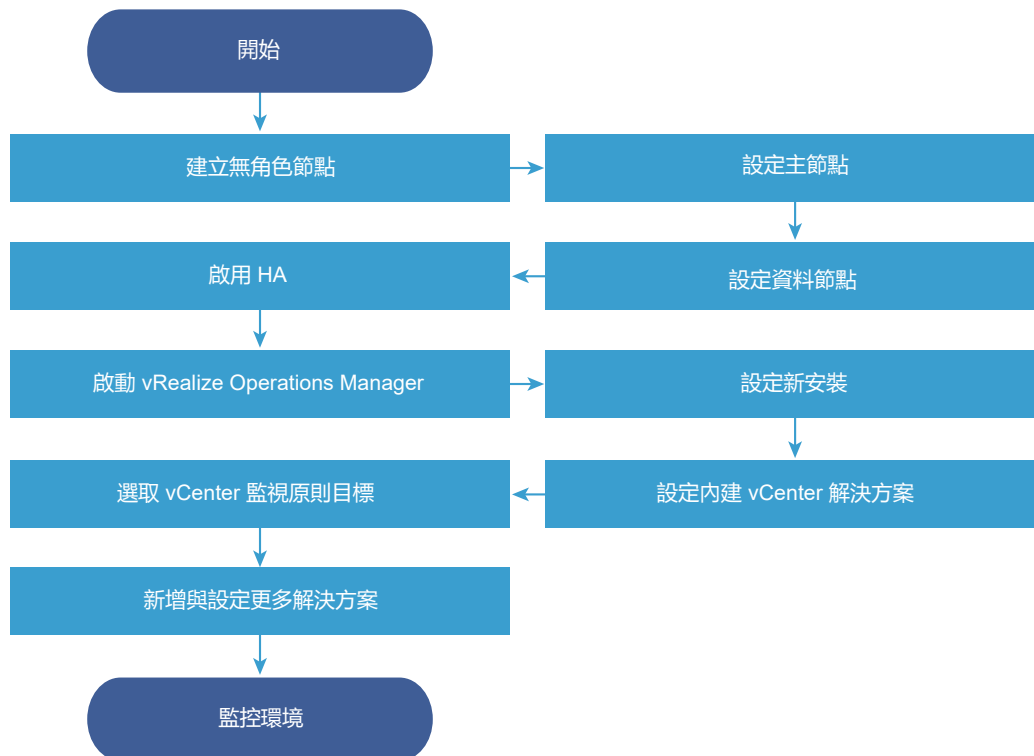 開始
建立無角色節點
設定主節點
啟用 HA
設定資料節點
啟動 vRealize Operations Manager
設定新安裝
選取 vCenter 監視原則目標
設定內建 vCenter 解決方案
新增與設定更多解決方案
監控環境